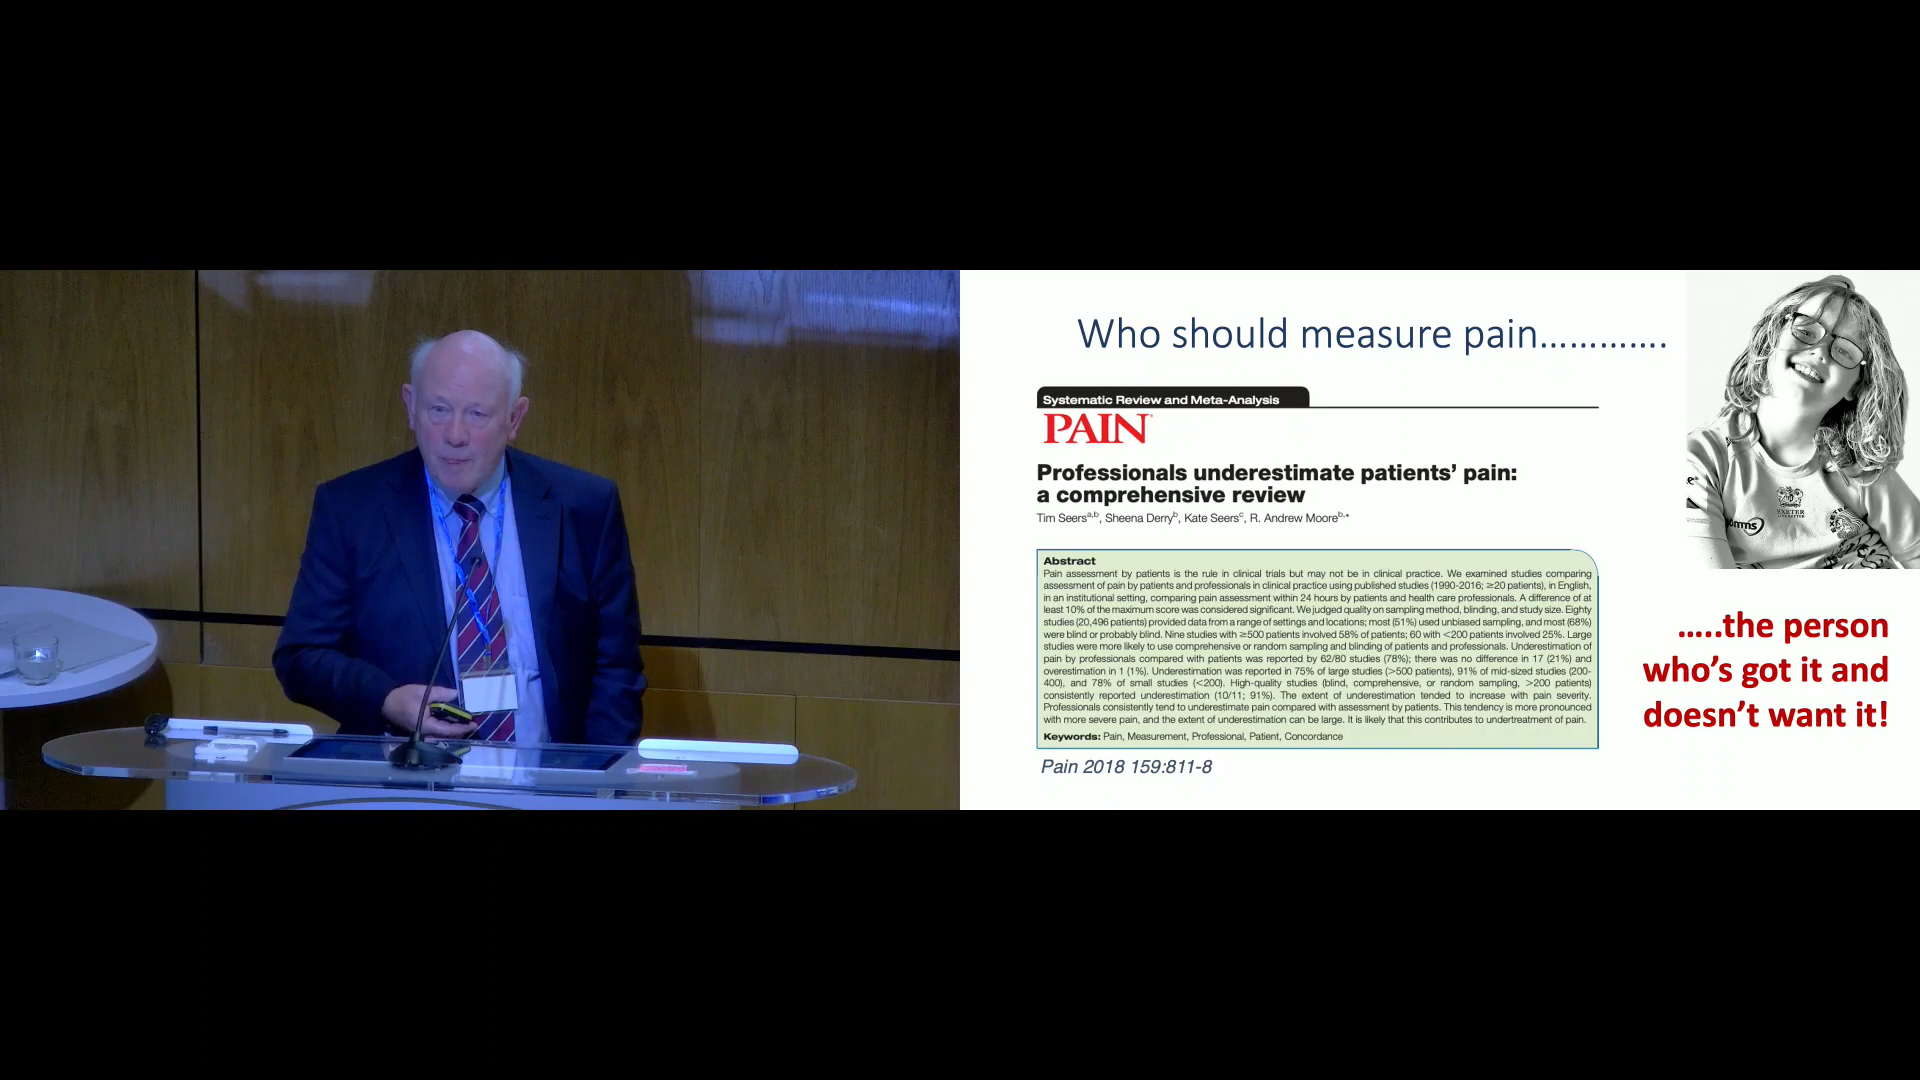 Who should measure pain………….
Systematic Review and Meta-Analysis
PAIN®
Professionals underestimate patients’ pain:
a comprehensive review
Tim Seersa,b, Sheena Derryb, Kate Seersc, R. Andrew Mooreb,*
Abstract
Pain assessment by patients is the rule in clinical trials but may not be in clinical practice. We examined studies comparing
assessment of pain by patients and professionals in clinical practice using published studies (1990-2016; ≥20 patients), in English,
in an institutional setting, comparing pain assessment within 24 hours by patients and health care professionals. A difference of at
least 10% of the maximum score was considered significant. We judged quality on sampling method, blinding, and study size. Eighty
studies (20,496 patients) provided data from a range of settings and locations; most (51%) used unbiased sampling, and most (68%)
were blind or probably blind. Nine studies with ≥500 patients involved 58% of patients; 60 with <200 patients involved 25%. Large
studies were more likely to use comprehensive or random sampling and blinding of patients and professionals. Underestimation of
pain by professionals compared with patients was reported by 62/80 studies (78%); there was no difference in 17 (21%) and
overestimation in 1 (1%). Underestimation was reported in 75% of large studies (>500 patients), 91% of mid-sized studies (200-
400), and 78% of small studies (<200). High-quality studies (blind, comprehensive, or random sampling, >200 patients)
consistently reported underestimation (10/11; 91%). The extent of underestimation tended to increase with pain severity.
Professionals consistently tend to underestimate pain compared with assessment by patients. This tendency is more pronounced
with more severe pain, and the extent of underestimation can be large. It is likely that this contributes to undertreatment of pain.
Keywords: Pain, Measurement, Professional, Patient, Concordance
Pain 2018 159:811-8
EXETER
…..the person
who’s got it and
doesn’t want it!